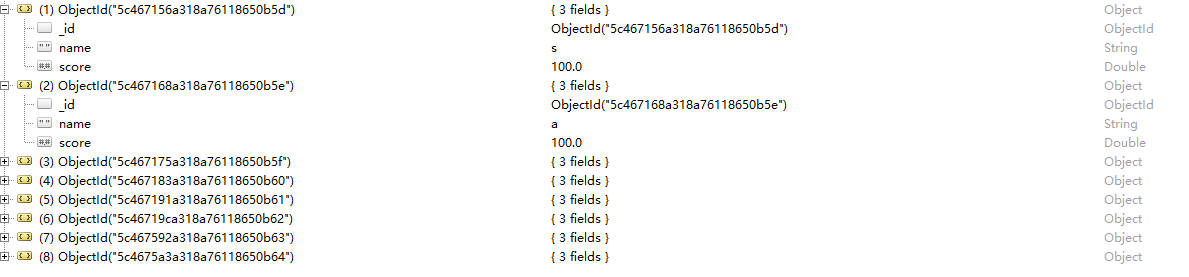 (1) ObjectId("5c467156a318a76118650b5d") { 3 fields } Object
_id ObjectId("5c467156a318a76118650b5d") ObjectId
" " name s String
## score 100.0 Double
(2) ObjectId("5c467168a318a76118650b5e") { 3 fields } Object
_id ObjectId("5c467168a318a76118650b5e") ObjectId
" " name a String
## score 100.0 Double
(3) ObjectId("5c467175a318a76118650b5f") { 3 fields } Object
(4) ObjectId("5c467183a318a76118650b60") { 3 fields } Object
(5) ObjectId("5c467191a318a76118650b61") { 3 fields } Object
(6) ObjectId("5c46719ca318a76118650b62") { 3 fields } Object
(7) ObjectId("5c467592a318a76118650b63") { 3 fields } Object
(8) ObjectId("5c4675a3a318a76118650b64") { 3 fields } Object